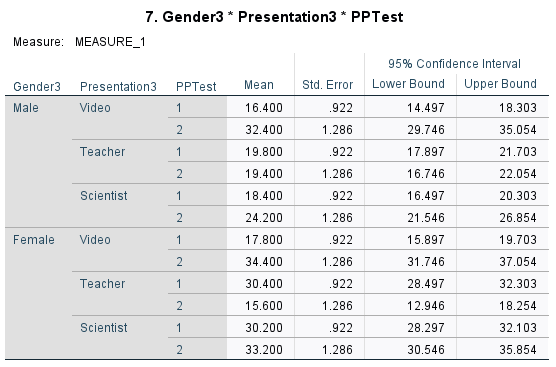 7. Gender3 * Presentation3 * PPTest
Measure: MEASURE_1
95% Confidence Interval
Gender3 Presentation3 PPTest Mean Std. Error Lower Bound Upper Bound
Male Video 1 16.400 .922 14.497 18.303
2 32.400 1.286 29.746 35.054
Teacher 1 19.800 .922 17.897 21.703
2 19.400 1.286 16.746 22.054
Scientist 1 18.400 .922 16.497 20.303
2 24.200 1.286 21.546 26.854
Female Video 1 17.800 .922 15.897 19.703
2 34.400 1.286 31.746 37.054
Teacher 1 30.400 .922 28.497 32.303
2 15.600 1.286 12.946 18.254
Scientist 1 30.200 .922 28.297 32.103
2 33.200 1.286 30.546 35.854